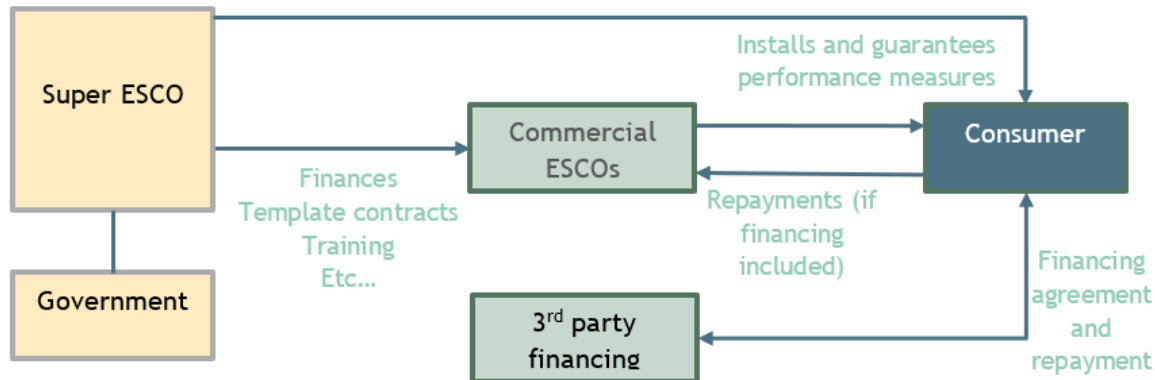 Super ESCO
Installs and guarantees
performance measures
Commercial
ESCOs
Consumer
Finances
Template contracts
Training
Etc...
Repayments (if
financing
included)
Government
3rd party
financing
Financing
agreement
and
repayment